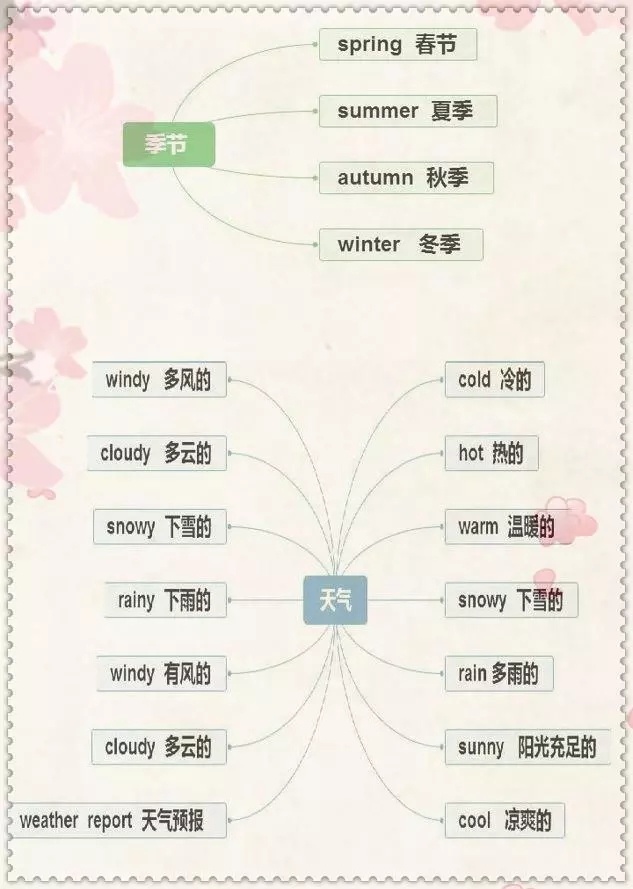 spring 春节
summer 夏季
季节
autumn 秋季
winter 冬季
windy 多风的
cold 冷的
cloudy 多云的
hot 热的
snowy 下雪的
warm 温暖的
rainy 下雨的
天气
snowy 下雪的
windy 有风的
rain 多雨的
cloudy 多云的
sunny 阳光充足的
weather report 天气预报
cool 凉爽的